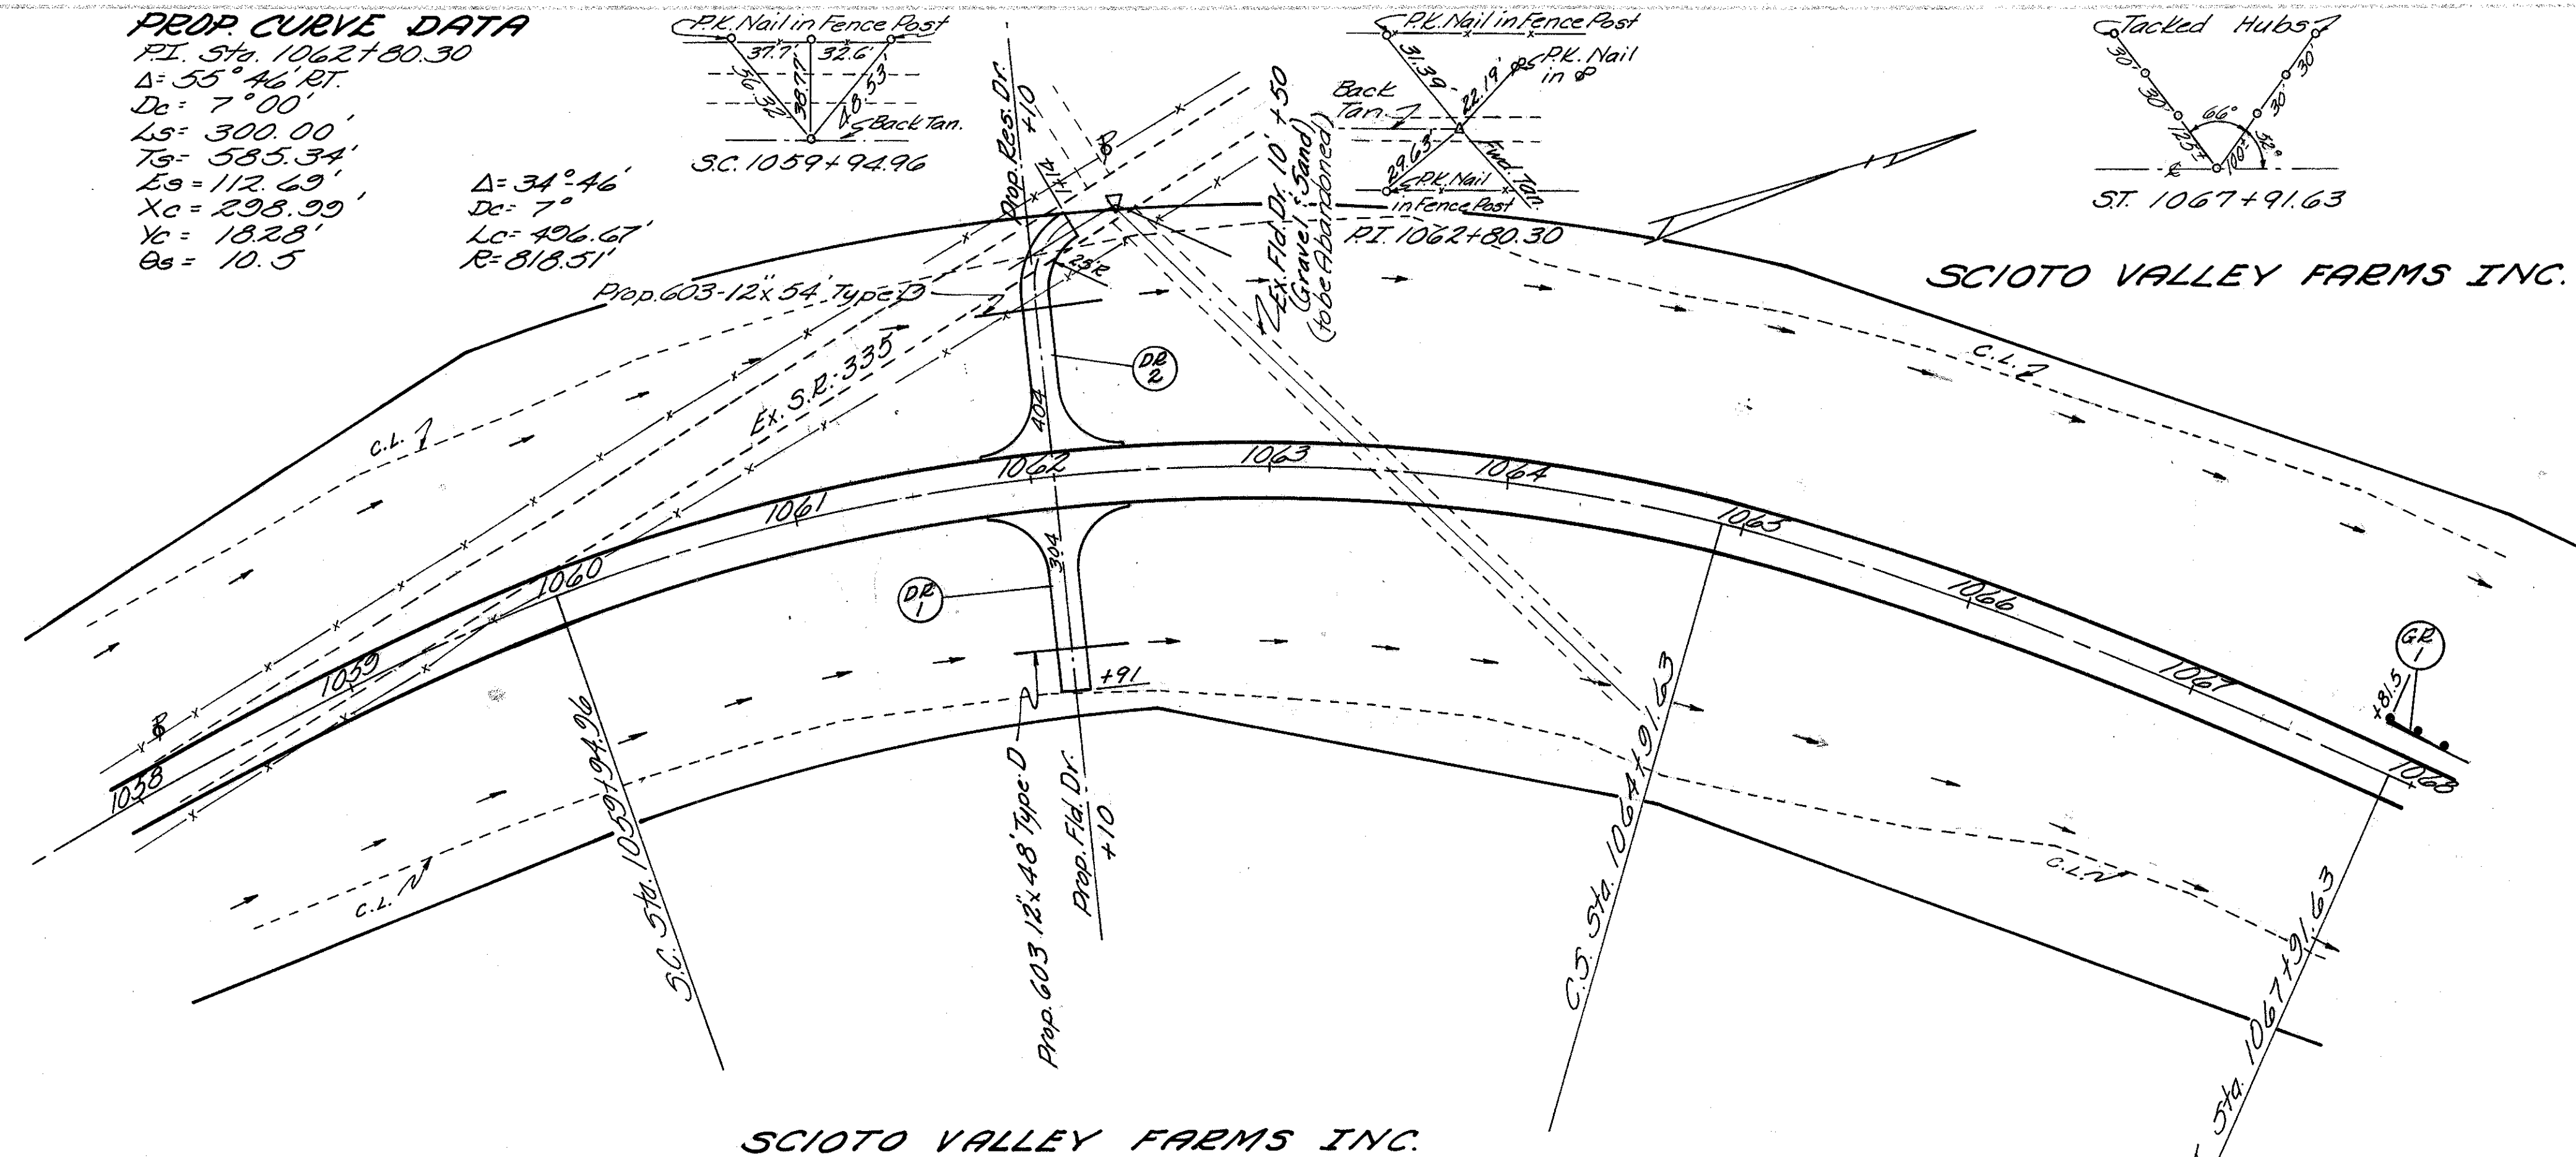 PROP. CURVE DATA
P.I. Sta. 1062+80.30
Δ= 55°46' RT.
Dc= 7°00'
Ls= 300.00'
Ts= 585.34'
Es= 112.69'
Xc= 298.99'
Yc= 18.28'
Θs= 10.5
Δ= 34°-46'
Dc= 7°
Lc= 496.67'
R= 818.51'
P.K. Nail in Fence Post
37.7' 32.6'
38.77'
48.53'
Back Tan.
S.C. 1059+94.96
Prop. Res. Dr.
+10
P.K. Nail in Fence Post
31.39
22.19'
P.K. Nail
in
Back
Tan.
29.63'
P.K. Nail
in Fence Post
Fwd. Tan.
P.I. 1062+80.30
Tacked Hubs
30' 30'
30' 30'
66°
125± 100± 52°
S.T. 1067+91.63
SCIOTO VALLEY FARMS INC.
Ex. Fld. Dr. 10' +50
(Gravel & Sand)
(to be Abandoned)
25'R
Prop. 603-12"x 54' Type D
Ex. S.R. 335
DR
2
C.L.
C.L.
404
1058
1059
1060
1061
1062
1063
1064
1065
1066
1067
1068
304
DR
1
+91
GR
1
+81.5
C.L.
C.L.
S.C. Sta. 1059+94.96
Prop. 603 12"x 48' Type D
Prop. Fld. Dr.
+10
C.S. Sta. 1064+91.63
Sta. 1067+91.63
SCIOTO VALLEY FARMS INC.